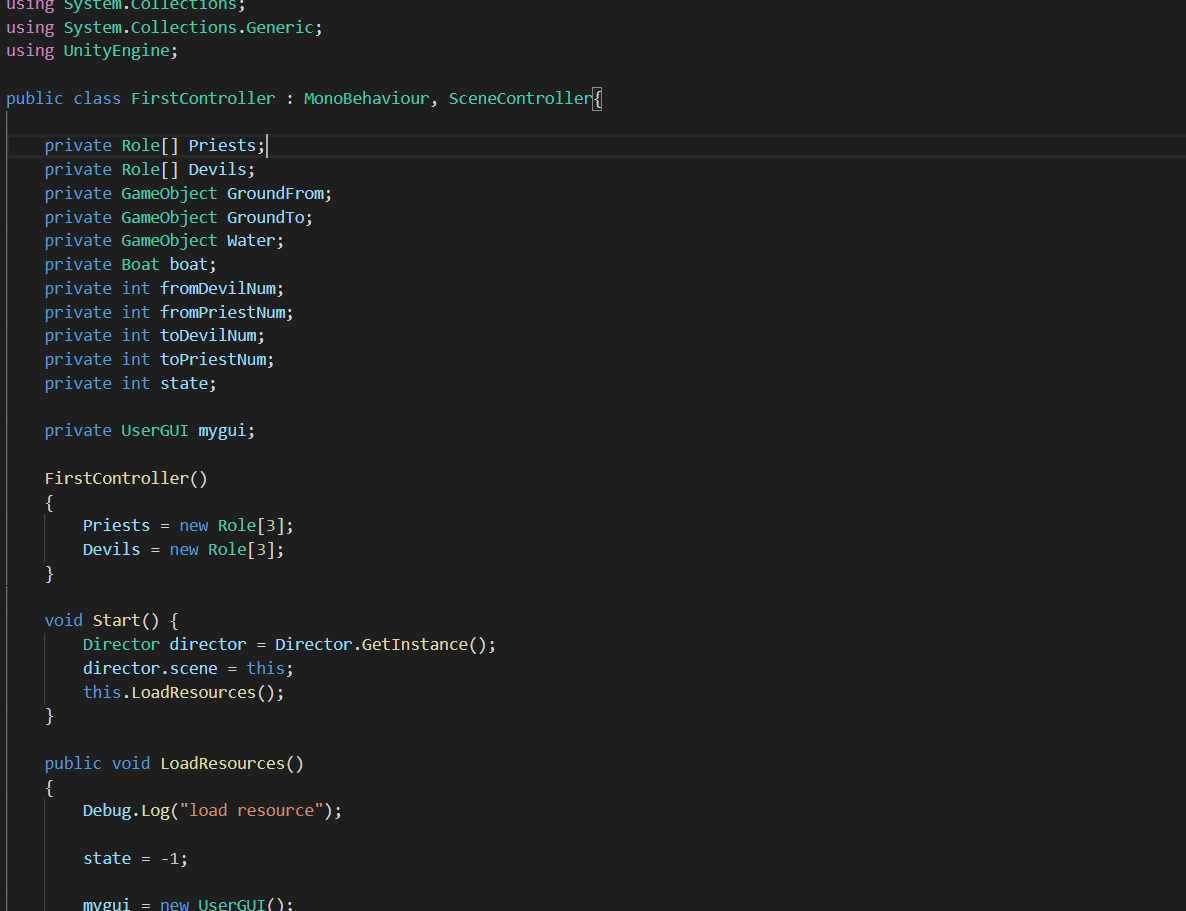 using System.Collections;
using System.Collections.Generic;
using UnityEngine;
public class FirstController : MonoBehaviour, SceneController{
private Role[] Priests;
private Role[] Devils;
private GameObject GroundFrom;
private GameObject GroundTo;
private GameObject Water;
private Boat boat;
private int fromDevilNum;
private int fromPriestNum;
private int toDevilNum;
private int toPriestNum;
private int state;
private UserGUI mygui;
FirstController()
{
Priests = new Role[3];
Devils = new Role[3];
}
void Start() {
Director director = Director.GetInstance();
director.scene = this;
this.LoadResources();
}
public void LoadResources()
{
Debug.Log("load resource");
state = -1;
mygui = new UserGUI();